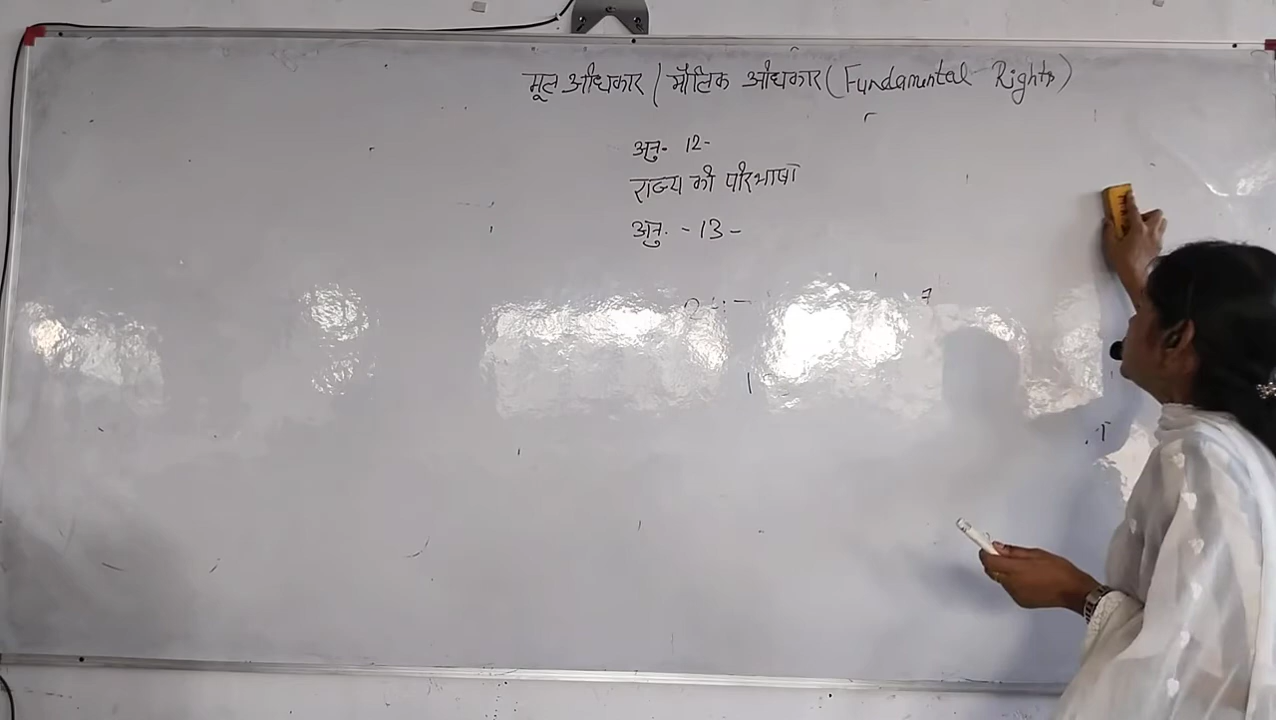 मूल अधिकार / मौलिक अधिकार ( Fundamental Rights )
अनु- 12-
राज्य की परिभाषा
अनु. - 13 -